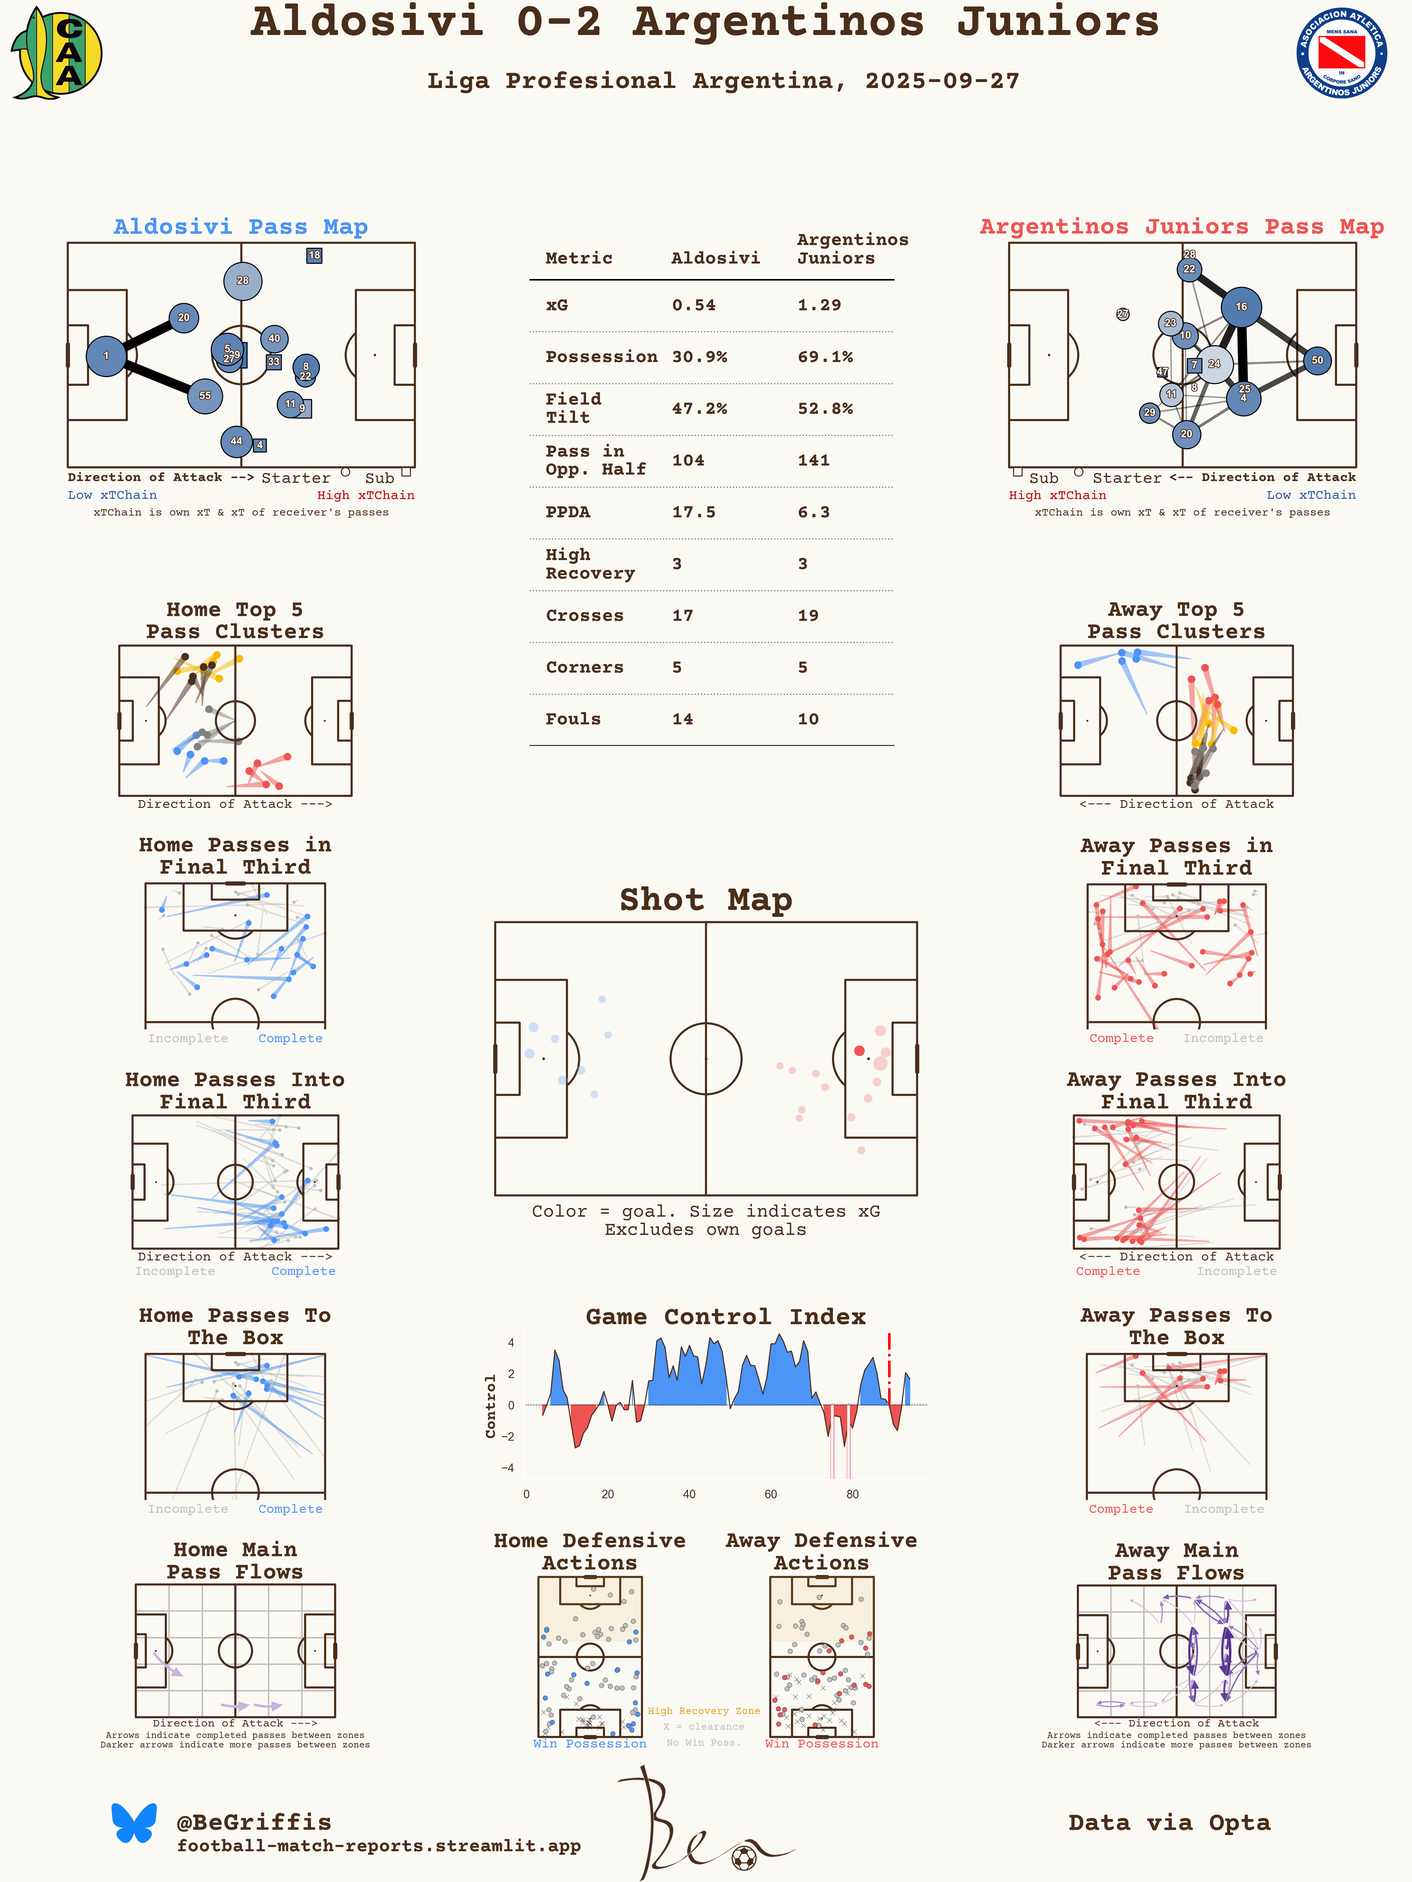 Aldosivi 0-2 Argentinos Juniors
Liga Profesional Argentina, 2025-09-27
CAA
ASOCIACION ATLETICA
MENS SANA
IN
CORPORE SANO
ARGENTINOS JUNIORS
Aldosivi Pass Map
18
28
20
5
40
1
27
33
8
22
55
11
9
44
4
Direction of Attack --> Starter Sub
Low xTChain High xTChain
xTChain is own xT & xT of receiver's passes
Metric Aldosivi Argentinos Juniors
xG 0.54 1.29
Possession 30.9% 69.1%
Field Tilt 47.2% 52.8%
Pass in Opp. Half 104 141
PPDA 17.5 6.3
High Recovery 3 3
Crosses 17 19
Corners 5 5
Fouls 14 10
Argentinos Juniors Pass Map
28
22
27
16
23
10
24
50
47
7
8
25
11
4
29
20
Sub Starter <-- Direction of Attack
High xTChain Low xTChain
xTChain is own xT & xT of receiver's passes
Home Top 5
Pass Clusters
Direction of Attack --->
Away Top 5
Pass Clusters
<--- Direction of Attack
Home Passes in
Final Third
Incomplete Complete
Away Passes in
Final Third
Complete Incomplete
Shot Map
Color = goal. Size indicates xG
Excludes own goals
Home Passes Into
Final Third
Direction of Attack --->
Incomplete Complete
Away Passes Into
Final Third
<--- Direction of Attack
Complete Incomplete
Home Passes To
The Box
Incomplete Complete
Game Control Index
Control
4
2
0
−2
−4
0 20 40 60 80
Away Passes To
The Box
Complete Incomplete
Home Main
Pass Flows
Direction of Attack --->
Arrows indicate completed passes between zones
Darker arrows indicate more passes between zones
Home Defensive
Actions
Win Possession
Away Defensive
Actions
Win Possession
High Recovery Zone
X = clearance
No Win Poss.
Away Main
Pass Flows
<--- Direction of Attack
Arrows indicate completed passes between zones
Darker arrows indicate more passes between zones
@BeGriffis
football-match-reports.streamlit.app
Ben
Data via Opta